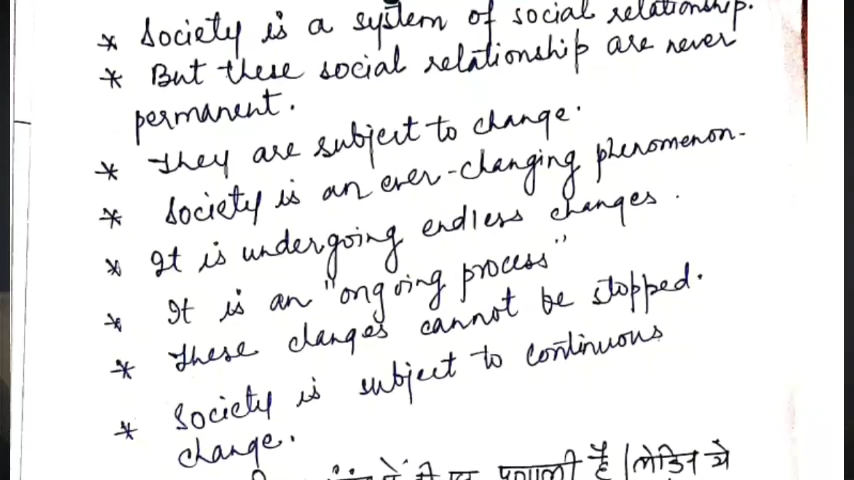 * Society is a system of social relationship.
* But these social relationship are never
permanent.
* They are subject to change.
* Society is an ever-changing phenomenon.
* It is undergoing endless changes.
* It is an "ongoing process"
* These changes cannot be stopped.
* Society is subject to continuous
change.
प्रणाली है | लेकिन ये